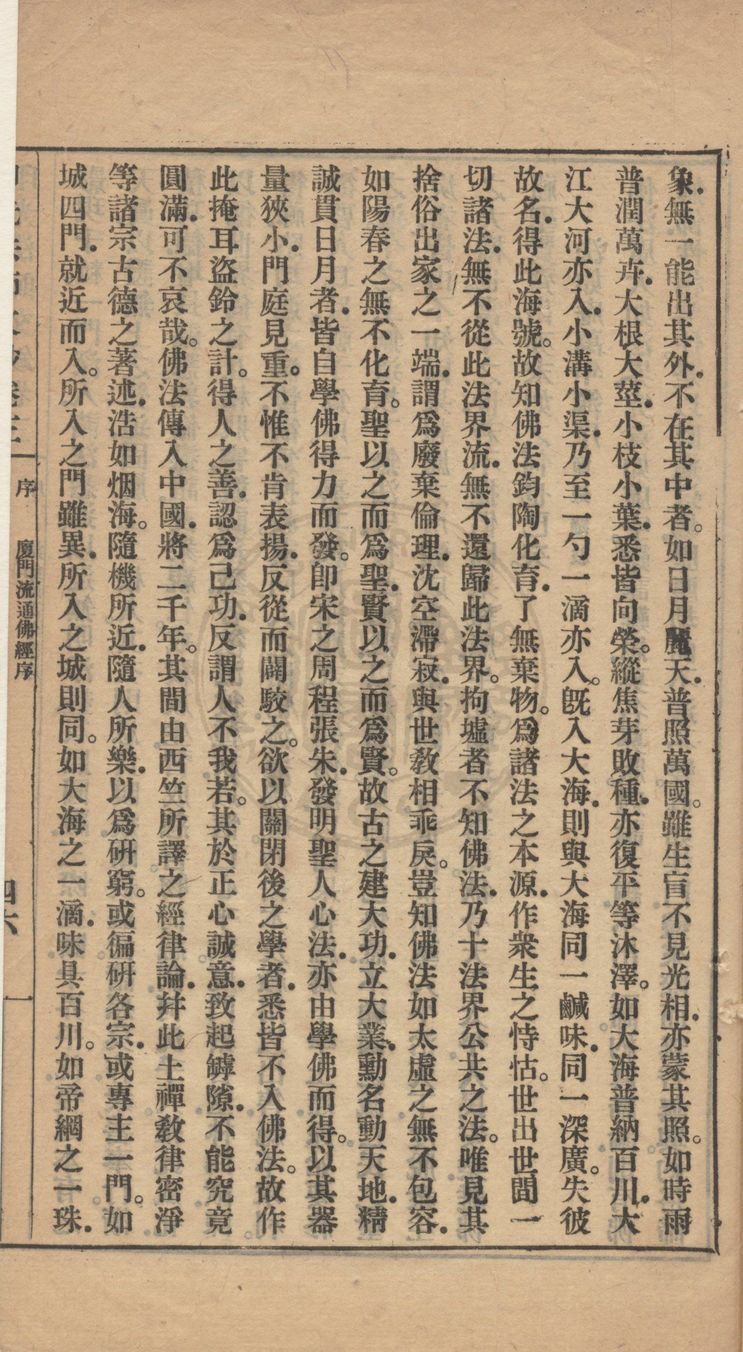 象。無一能出其外。不在其中者。如日月麗天。普照萬國。雖生盲不見光相。亦蒙其照。如時雨
普潤萬卉。大根大莖。小枝小葉。悉皆向榮。縱焦芽敗種。亦復平等沐澤。如大海普納百川。大
江大河亦入。小溝小渠。乃至一勺一滴亦入。既入大海。則與大海同一鹹味。同一深廣。失彼
故名。得此海號。故知佛法鈞陶化育。了無棄物。為諸法之本源。作衆生之恃怙。世出世間一
切諸法。無不從此法界流。無不還歸此法界。拘墟者不知佛法。乃十法界公共之法。唯見其
捨俗出家之一端。謂為廢棄倫理。沈空滯寂。與世教相乖戾。豈知佛法如太虛之無不包容。
如陽春之無不化育。聖以之而為聖。賢以之而為賢。故古之建大功。立大業。勳名動天地。精
誠貫日月者。皆自學佛得力而發。即宋之周程張朱。發明聖人心法。亦由學佛而得。以其器
量狹小。門庭見重。不惟不肯表揚。反從而闢駮之。欲以關閉後之學者。悉皆不入佛法。故作
此掩耳盜鈴之計。得人之善。認為己功。反謂人不我若。其於正心誠意。致起罅隙。不能究竟
圓滿。可不哀哉。佛法傳入中國。將二千年。其間由西竺所譯之經律論。幷此土禪教律密淨
等諸宗古德之著述。浩如烟海。隨機所近。隨人所樂。以為研窮。或徧研各宗。或專主一門。如
城四門。就近而入。所入之門雖異。所入之城則同。如大海之一滴。味具百川。如帝網之一珠。
序 廈門流通佛經序